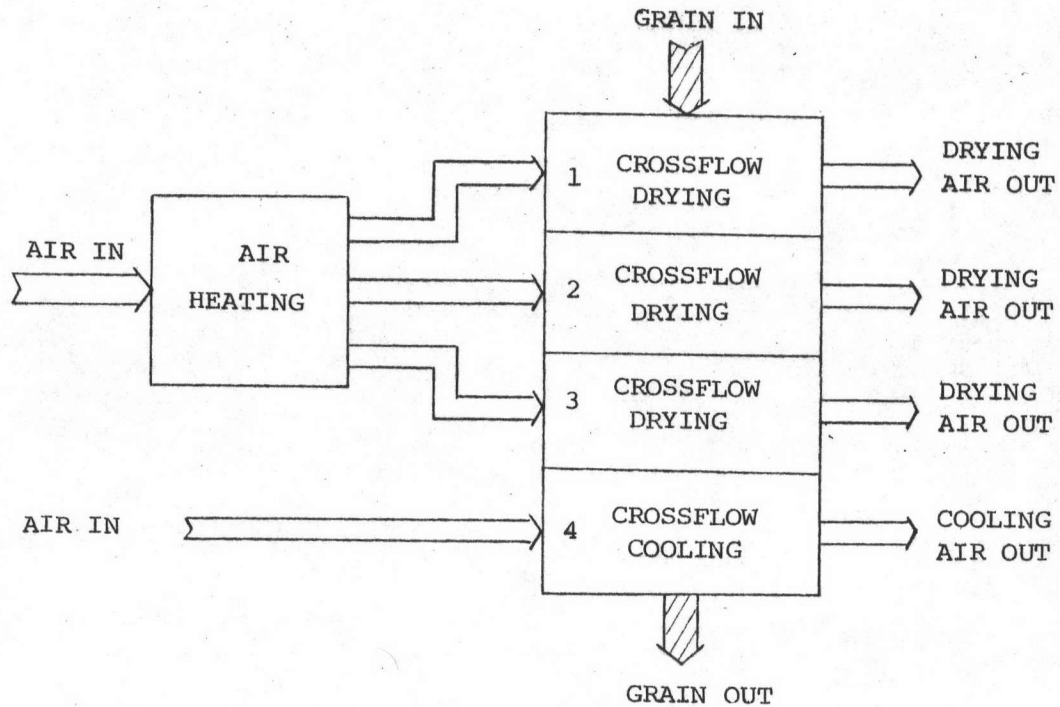 GRAIN IN
1 CROSSFLOW
DRYING
DRYING
AIR OUT
AIR IN
AIR
HEATING
2 CROSSFLOW
DRYING
DRYING
AIR OUT
3 CROSSFLOW
DRYING
DRYING
AIR OUT
AIR IN
4 CROSSFLOW
COOLING
COOLING
AIR OUT
GRAIN OUT